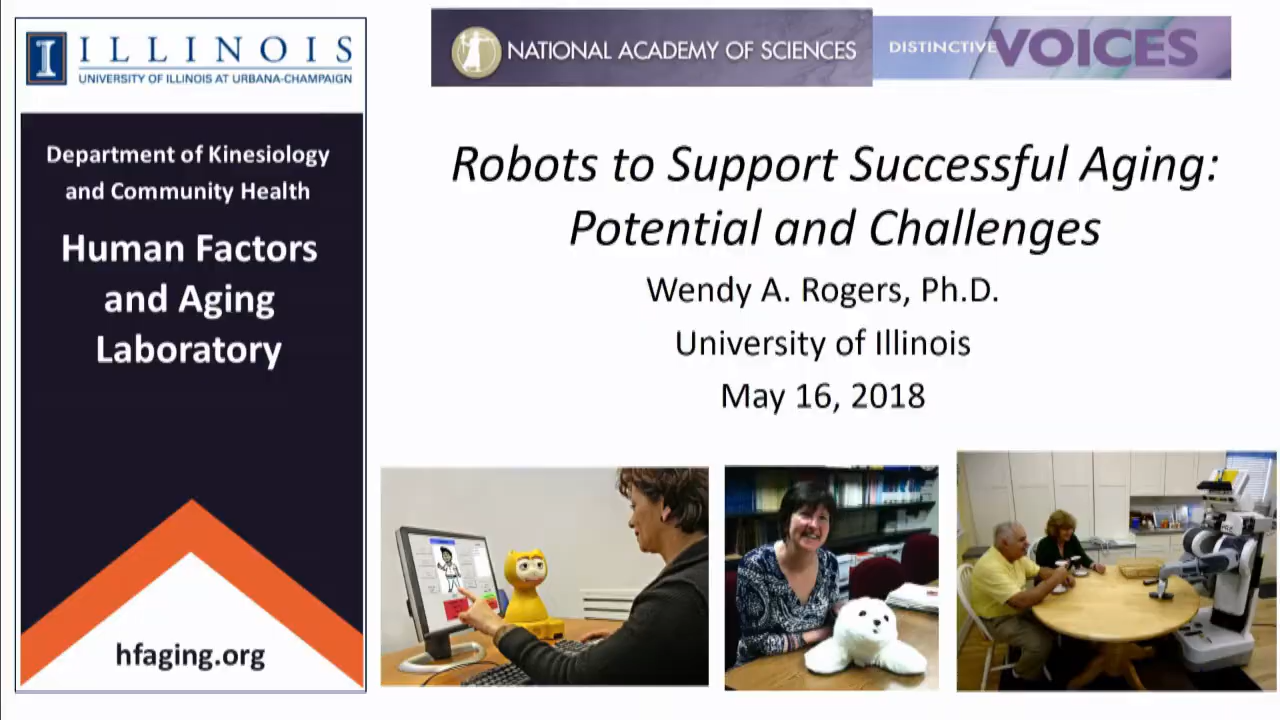 ILLINOIS
UNIVERSITY OF ILLINOIS AT URBANA-CHAMPAIGN
Department of Kinesiology
and Community Health
Human Factors
and Aging
Laboratory
hfaging.org
NATIONAL ACADEMY OF SCIENCES
DISTINCTIVE VOICES
Robots to Support Successful Aging:
Potential and Challenges
Wendy A. Rogers, Ph.D.
University of Illinois
May 16, 2018